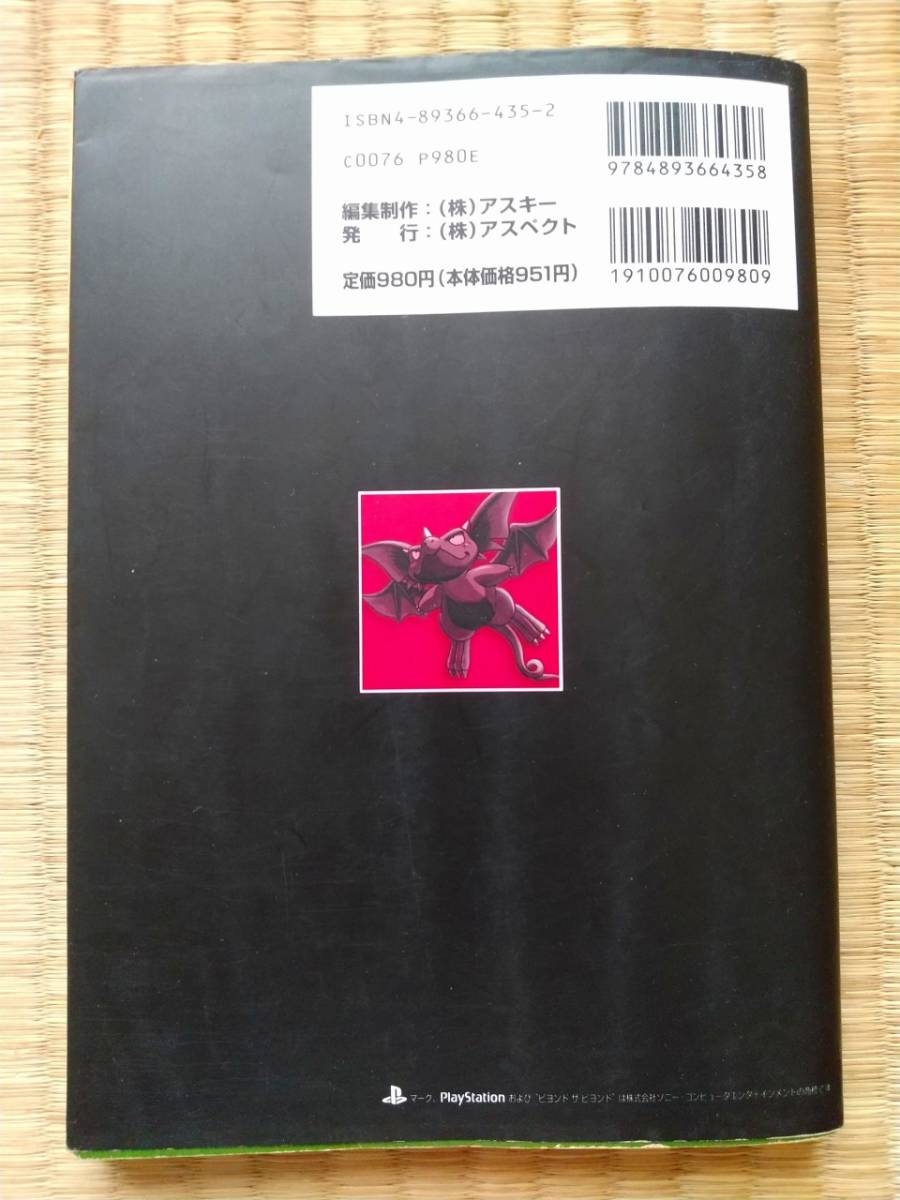 ISBN4-89366-435-2
C0076 P980E
9784893664358
編集制作：(株)アスキー
発　　行：(株)アスペクト
定価980円(本体価格951円)
1910076009809
マーク、PlayStation および "ビヨンド ザ ビヨンド" は株式会社ソニー・コンピュータエンタテインメントの商標です